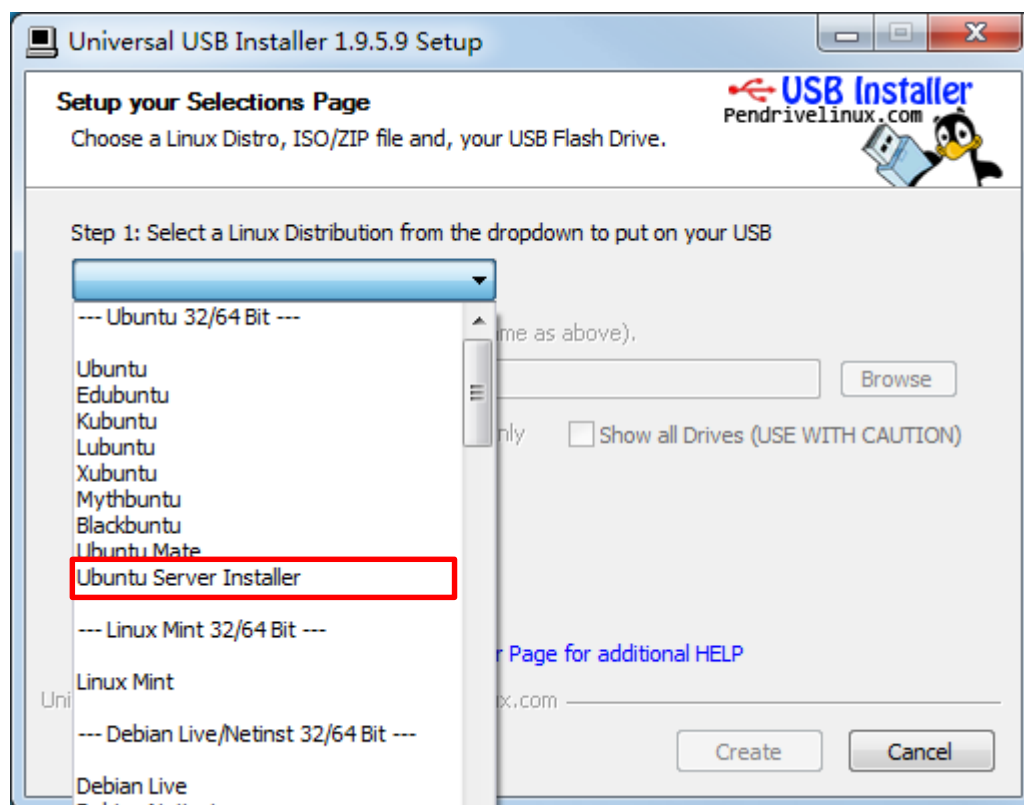 Universal USB Installer 1.9.5.9 Setup
Setup your Selections Page
Choose a Linux Distro, ISO/ZIP file and, your USB Flash Drive.
USB Installer
Pendrivelinux.com
Step 1: Select a Linux Distribution from the dropdown to put on your USB
--- Ubuntu 32/64 Bit ---
me as above).
Ubuntu
Browse
Edubuntu
Kubuntu
nly Show all Drives (USE WITH CAUTION)
Lubuntu
Xubuntu
Mythbuntu
Blackbuntu
Ubuntu Mate
Ubuntu Server Installer
--- Linux Mint 32/64 Bit ---
r Page for additional HELP
Linux Mint
Uni
ix.com
--- Debian Live/Netinst 32/64 Bit ---
Create Cancel
Debian Live